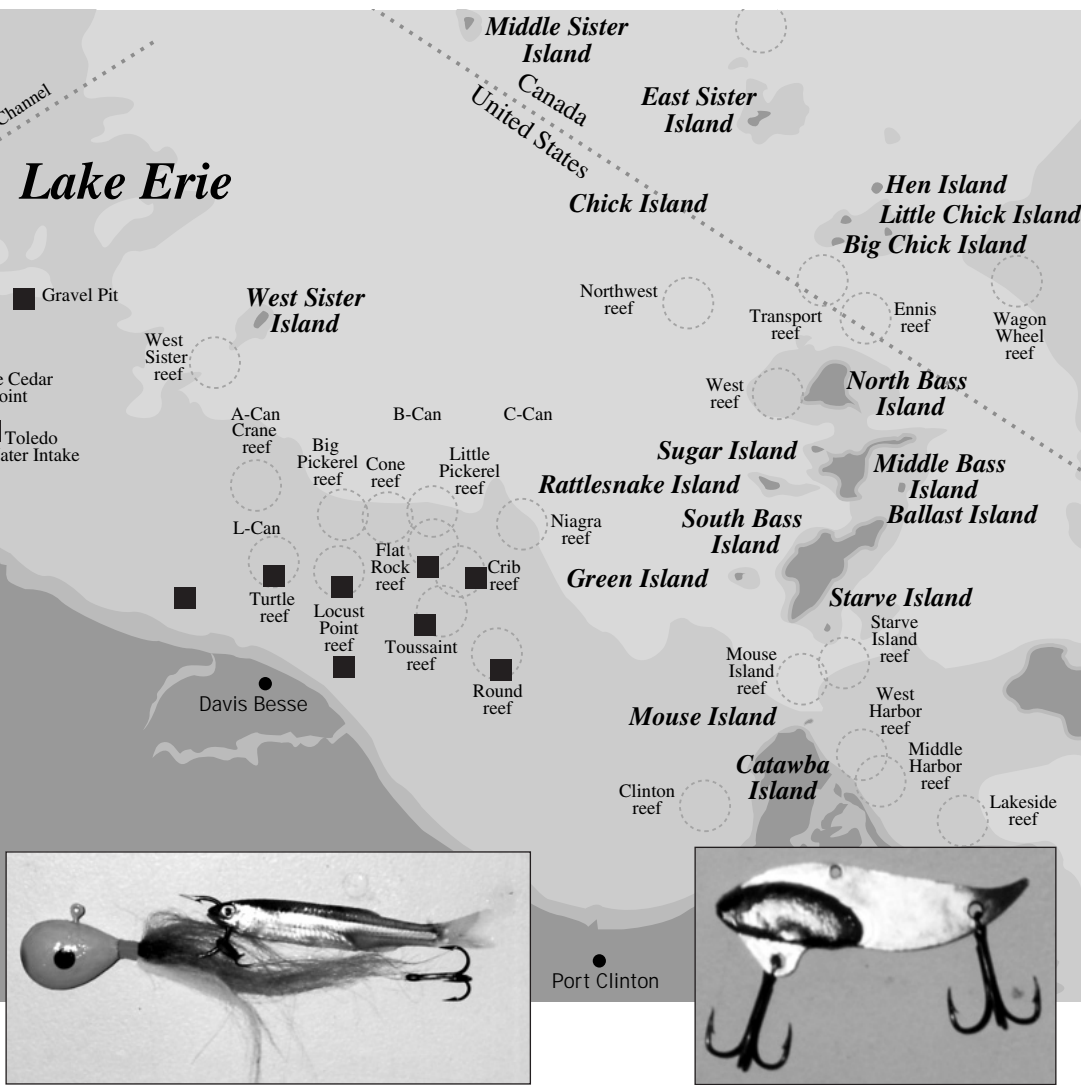 Middle Sister
Island
Canada
United States
East Sister
Island
Channel
Lake Erie
Chick Island
Hen Island
Little Chick Island
Big Chick Island
Gravel Pit
West Sister
Island
Northwest
reef
Transport
reef
Ennis
reef
Wagon
Wheel
reef
West
Sister
reef
e Cedar
oint
Toledo
ater Intake
A-Can
Crane
reef
B-Can
C-Can
West
reef
North Bass
Island
Big
Pickerel
reef
Cone
reef
Little
Pickerel
reef
Sugar Island
Middle Bass
Island
Rattlesnake Island
Ballast Island
South Bass
Island
Niagra
reef
L-Can
Flat
Rock
reef
Crib
reef
Green Island
Starve Island
Turtle
reef
Locust
Point
reef
Toussaint
reef
Round
reef
Starve
Island
reef
Mouse
Island
reef
Davis Besse
Mouse Island
West
Harbor
reef
Catawba
Island
Middle
Harbor
reef
Clinton
reef
Lakeside
reef
Port Clinton